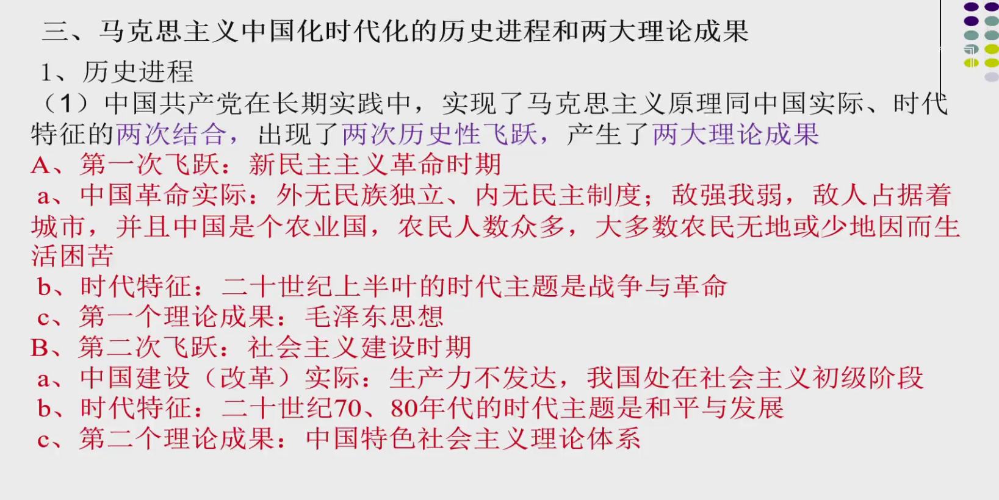 三、马克思主义中国化时代化的历史进程和两大理论成果
1、历史进程
（1）中国共产党在长期实践中，实现了马克思主义原理同中国实际、时代
特征的两次结合，出现了两次历史性飞跃，产生了两大理论成果
A、第一次飞跃：新民主主义革命时期
a、中国革命实际：外无民族独立、内无民主制度；敌强我弱，敌人占据着
城市，并且中国是个农业国，农民人数众多，大多数农民无地或少地因而生
活困苦
b、时代特征：二十世纪上半叶的时代主题是战争与革命
c、第一个理论成果：毛泽东思想
B、第二次飞跃：社会主义建设时期
a、中国建设（改革）实际：生产力不发达，我国处在社会主义初级阶段
b、时代特征：二十世纪70、80年代的时代主题是和平与发展
c、第二个理论成果：中国特色社会主义理论体系